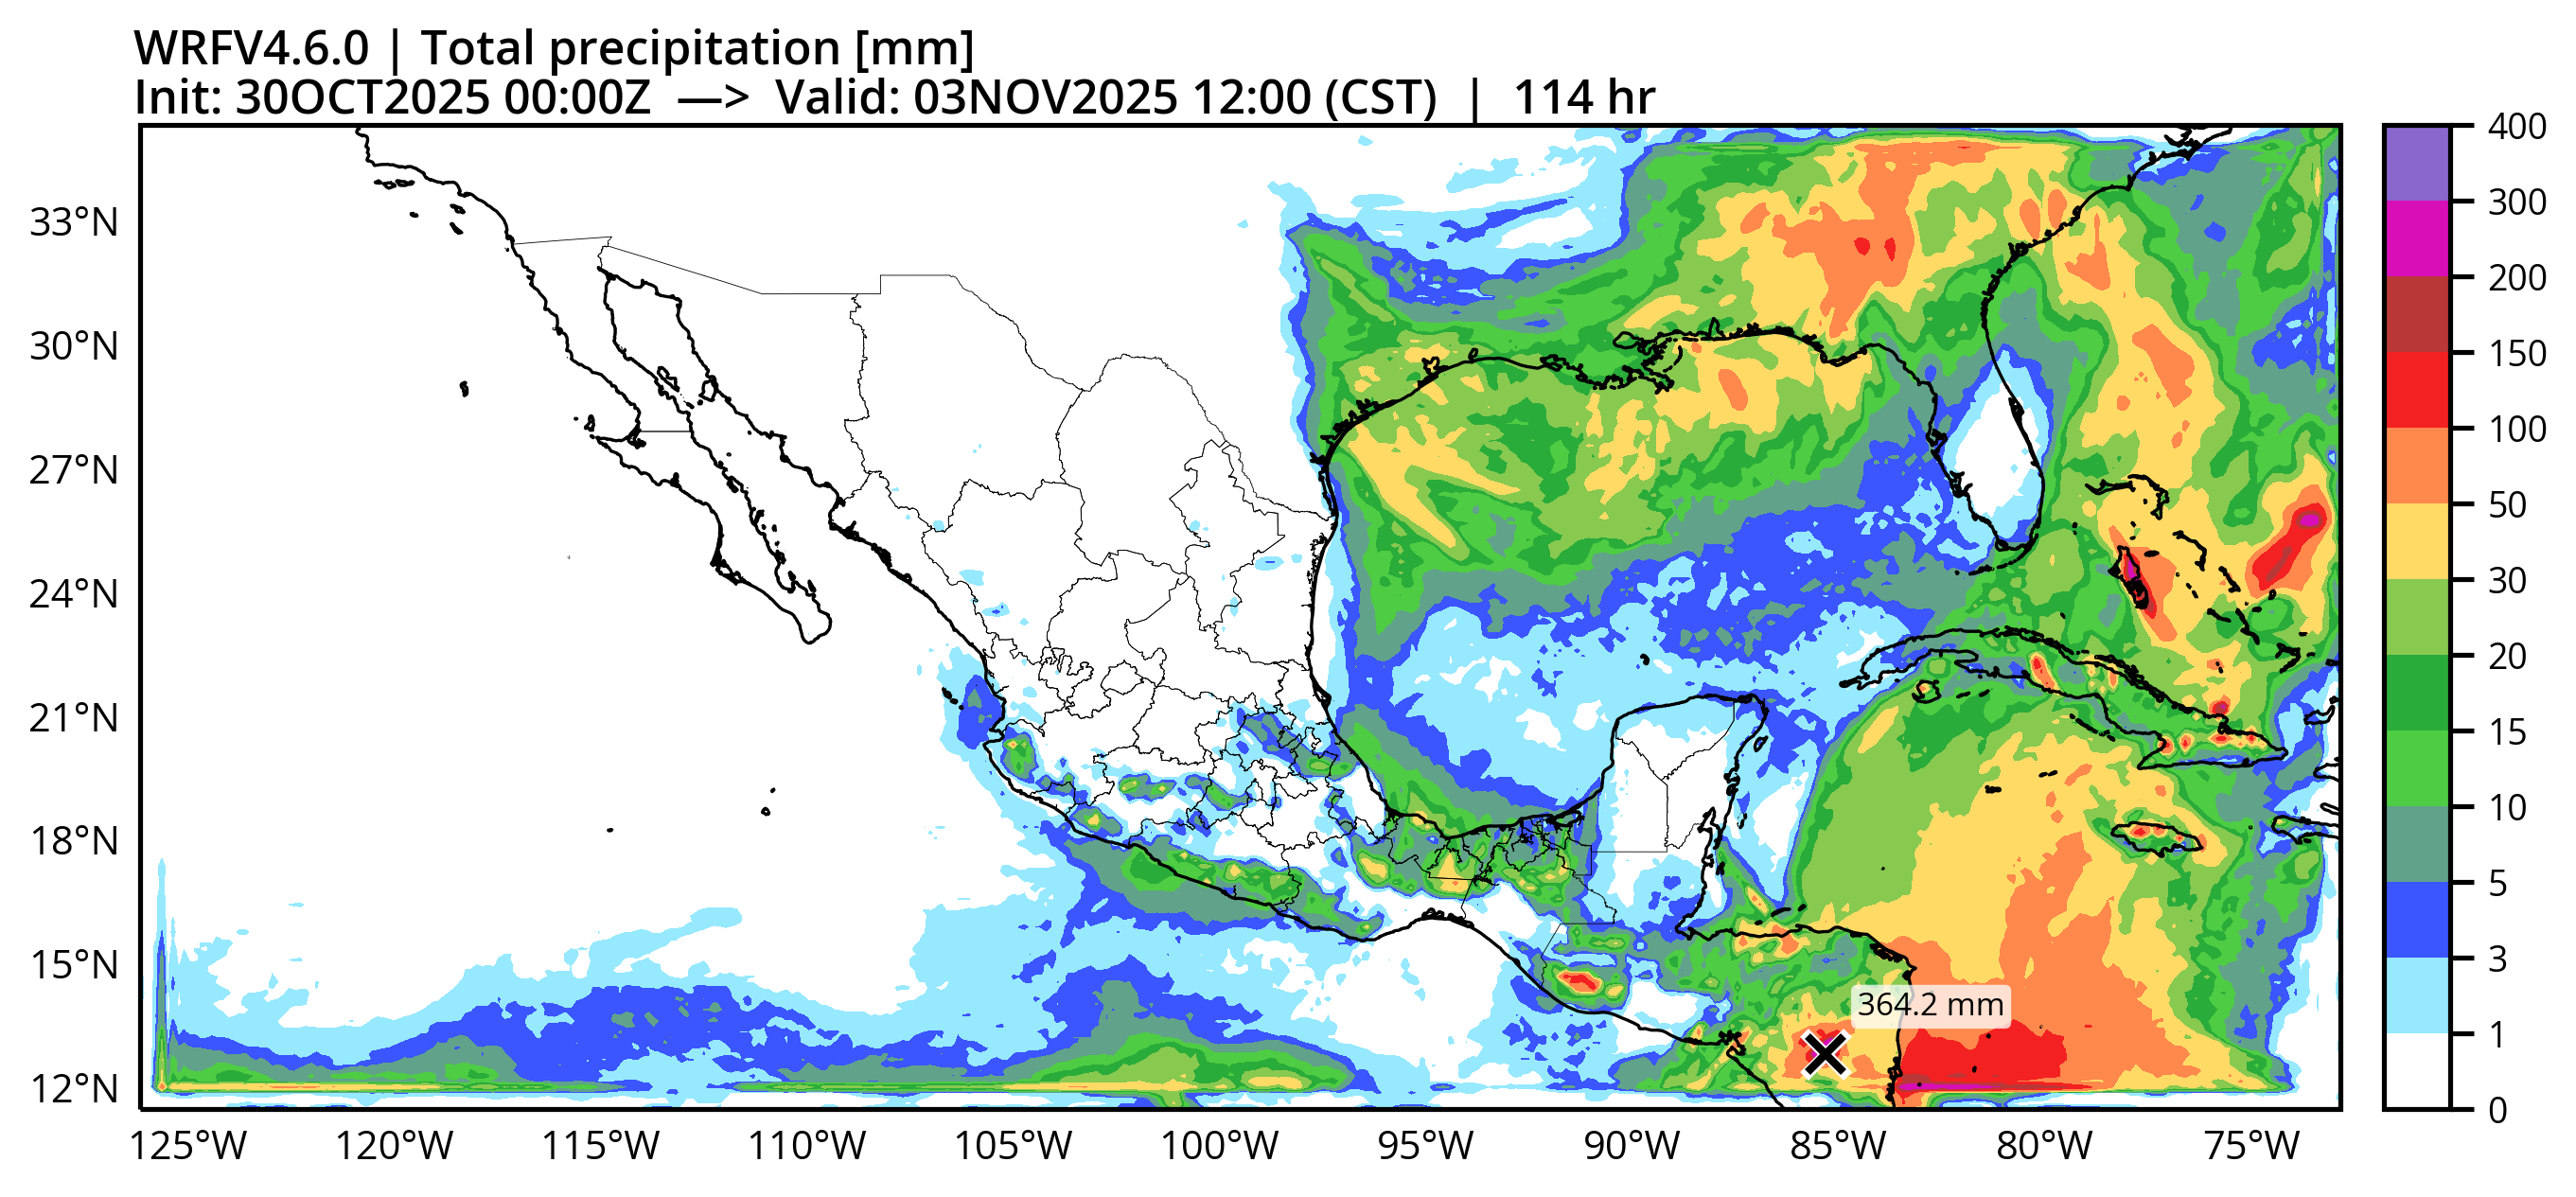 WRFV4.6.0 | Total precipitation [mm]
Init: 30OCT2025 00:00Z —> Valid: 03NOV2025 12:00 (CST) | 114 hr
33°N
30°N
27°N
24°N
21°N
18°N
15°N
12°N
125°W 120°W 115°W 110°W 105°W 100°W 95°W 90°W 85°W 80°W 75°W
364.2 mm
400
300
200
150
100
50
30
20
15
10
5
3
1
0